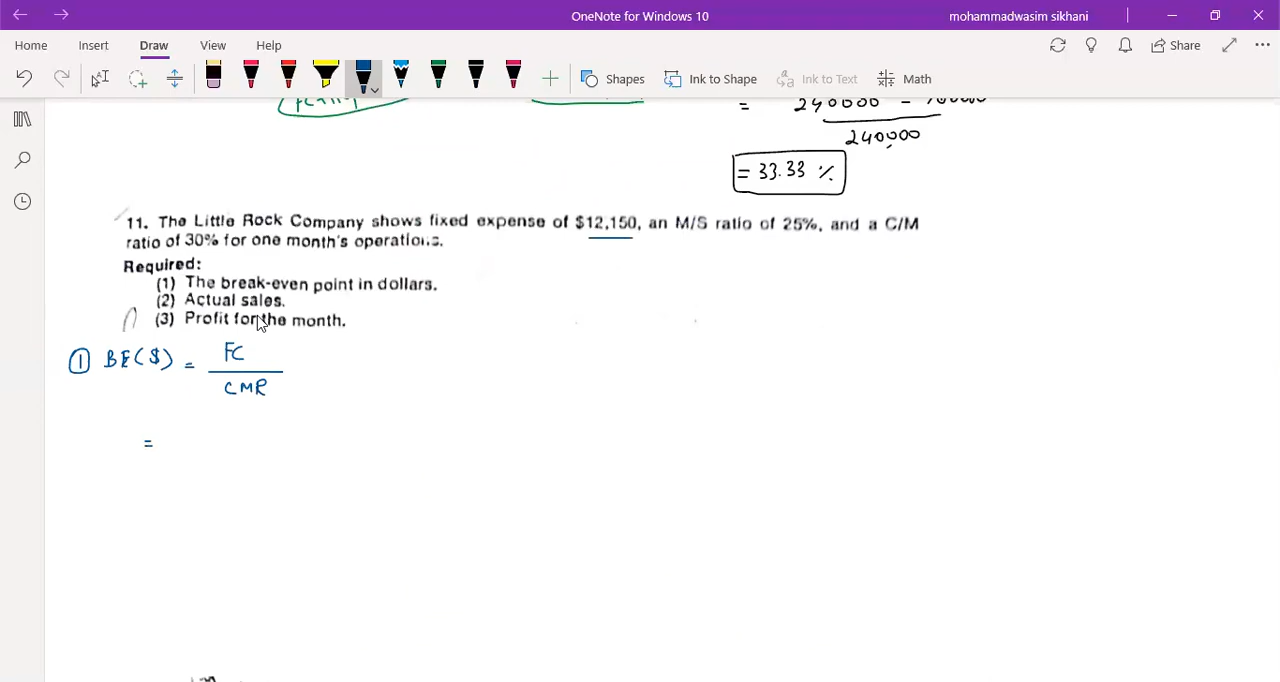 OneNote for Windows 10
mohammadwasim sikhani
Home Insert Draw View Help
Share
Shapes Ink to Shape Ink to Text Math
= 240000 -
240,000
= 33.33 %
11. The Little Rock Company shows fixed expense of $12,150, an M/S ratio of 25%, and a C/M
ratio of 30% for one month's operations.
Required:
(1) The break-even point in dollars.
(2) Actual sales.
(3) Profit for the month.
① BE($) = FC
CMR
=